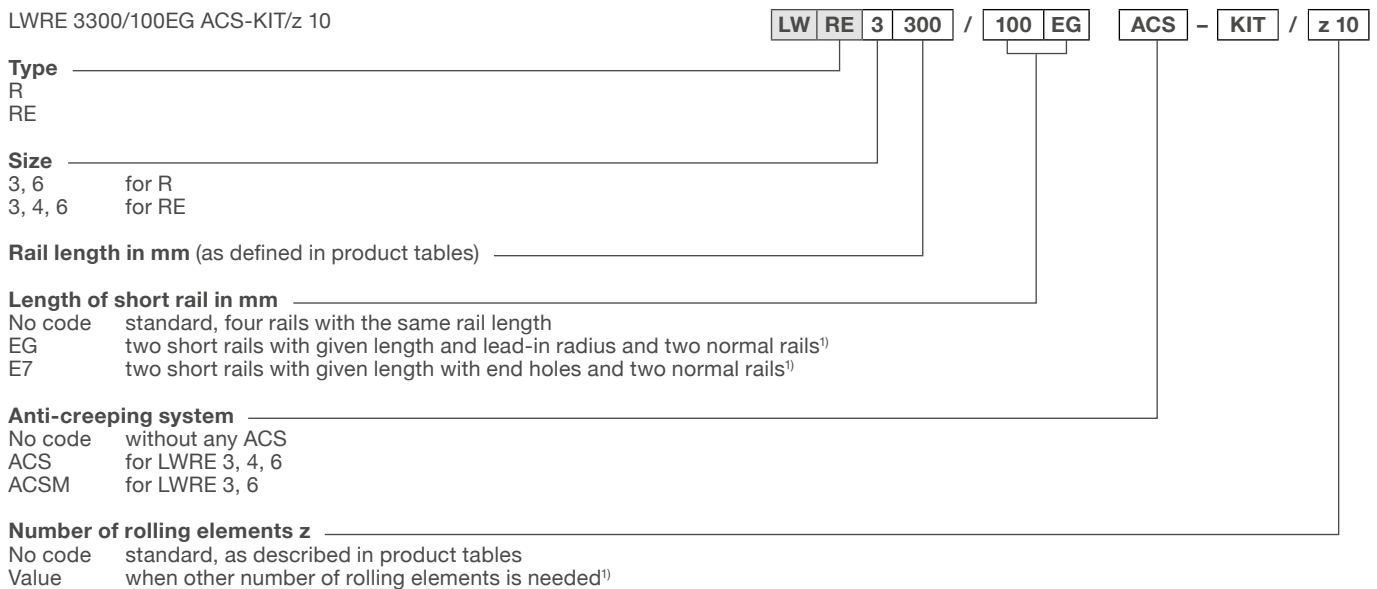 LWRE 3300/100EG ACS-KIT/z 10
LW RE 3 300 / 100 EG ACS – KIT / z 10
Type
R
RE
Size
3, 6 for R
3, 4, 6 for RE
Rail length in mm (as defined in product tables)
Length of short rail in mm
No code standard, four rails with the same rail length
EG two short rails with given length and lead-in radius and two normal rails1)
E7 two short rails with given length with end holes and two normal rails1)
Anti-creeping system
No code without any ACS
ACS for LWRE 3, 4, 6
ACSM for LWRE 3, 6
Number of rolling elements z
No code standard, as described in product tables
Value when other number of rolling elements is needed1)